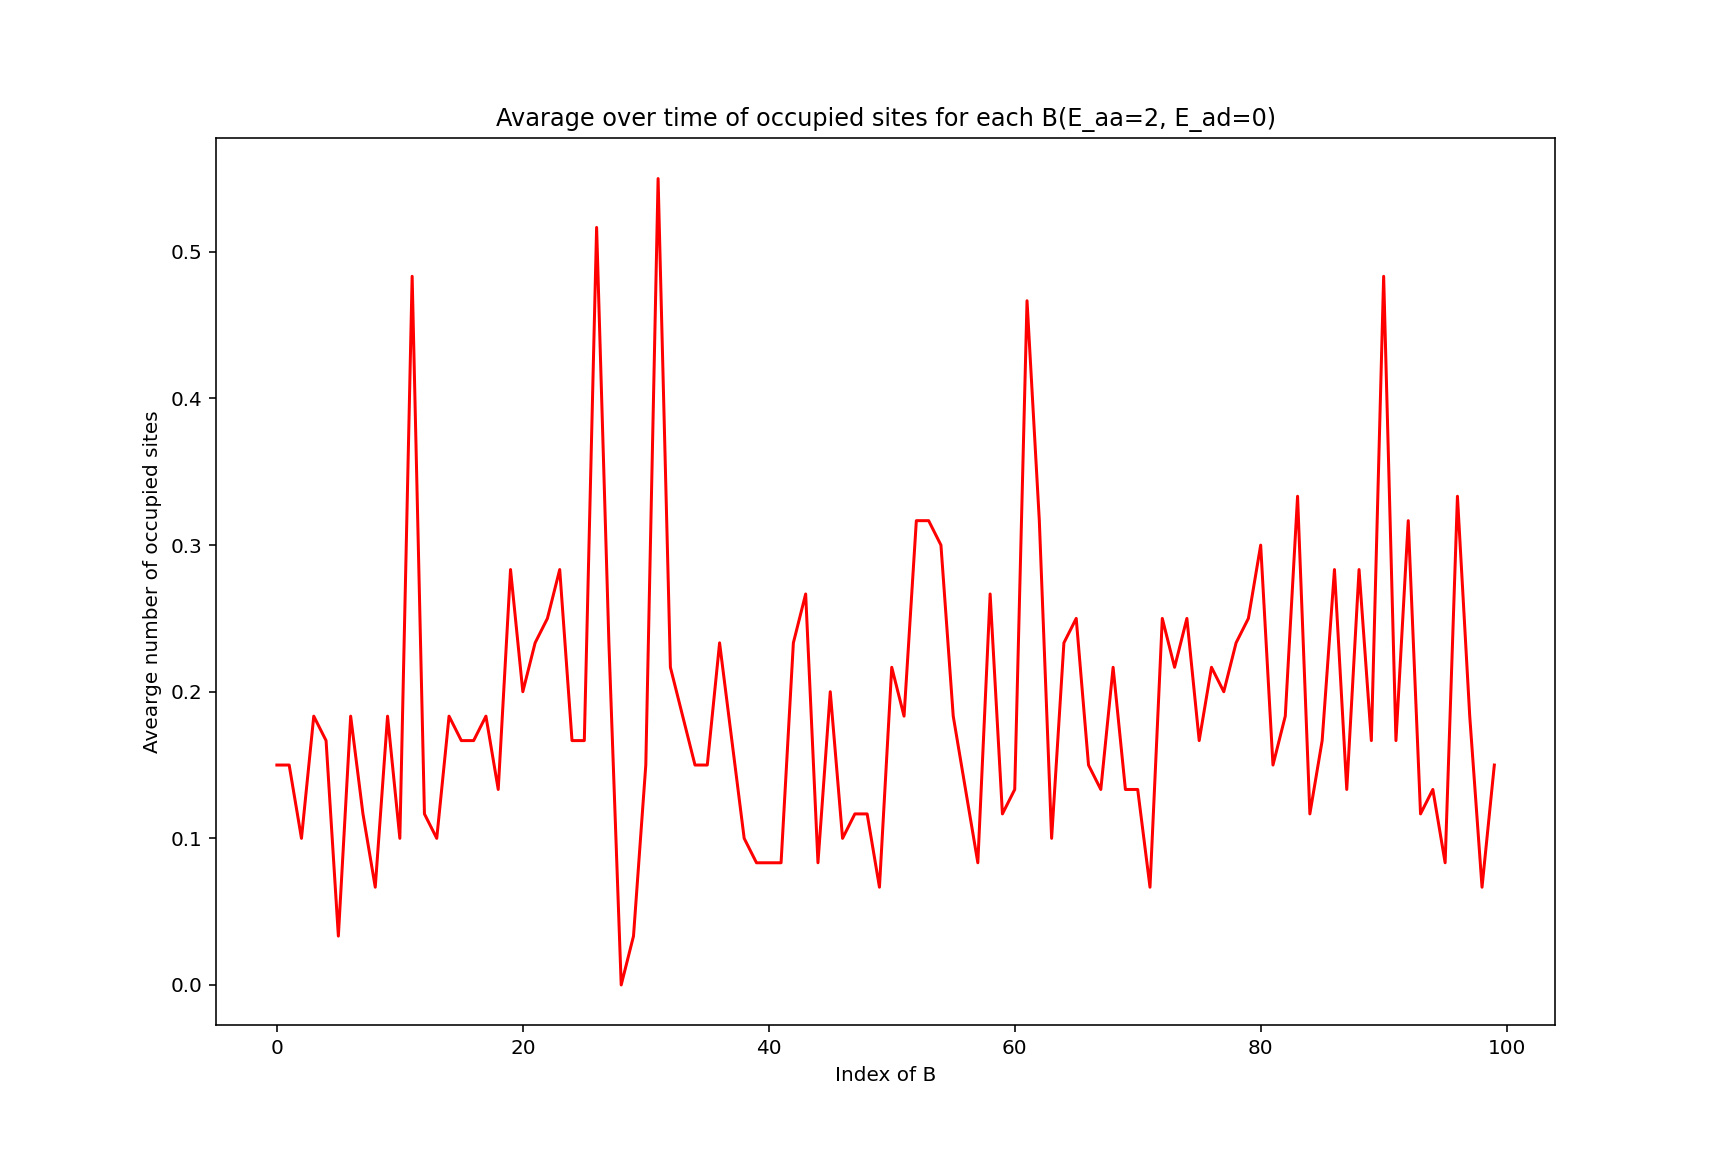 Avarage over time of occupied sites for each B(E_aa=2, E_ad=0)
Avearge number of occupied sites
0.5
0.4
0.3
0.2
0.1
0.0
0 20 40 60 80 100
Index of B